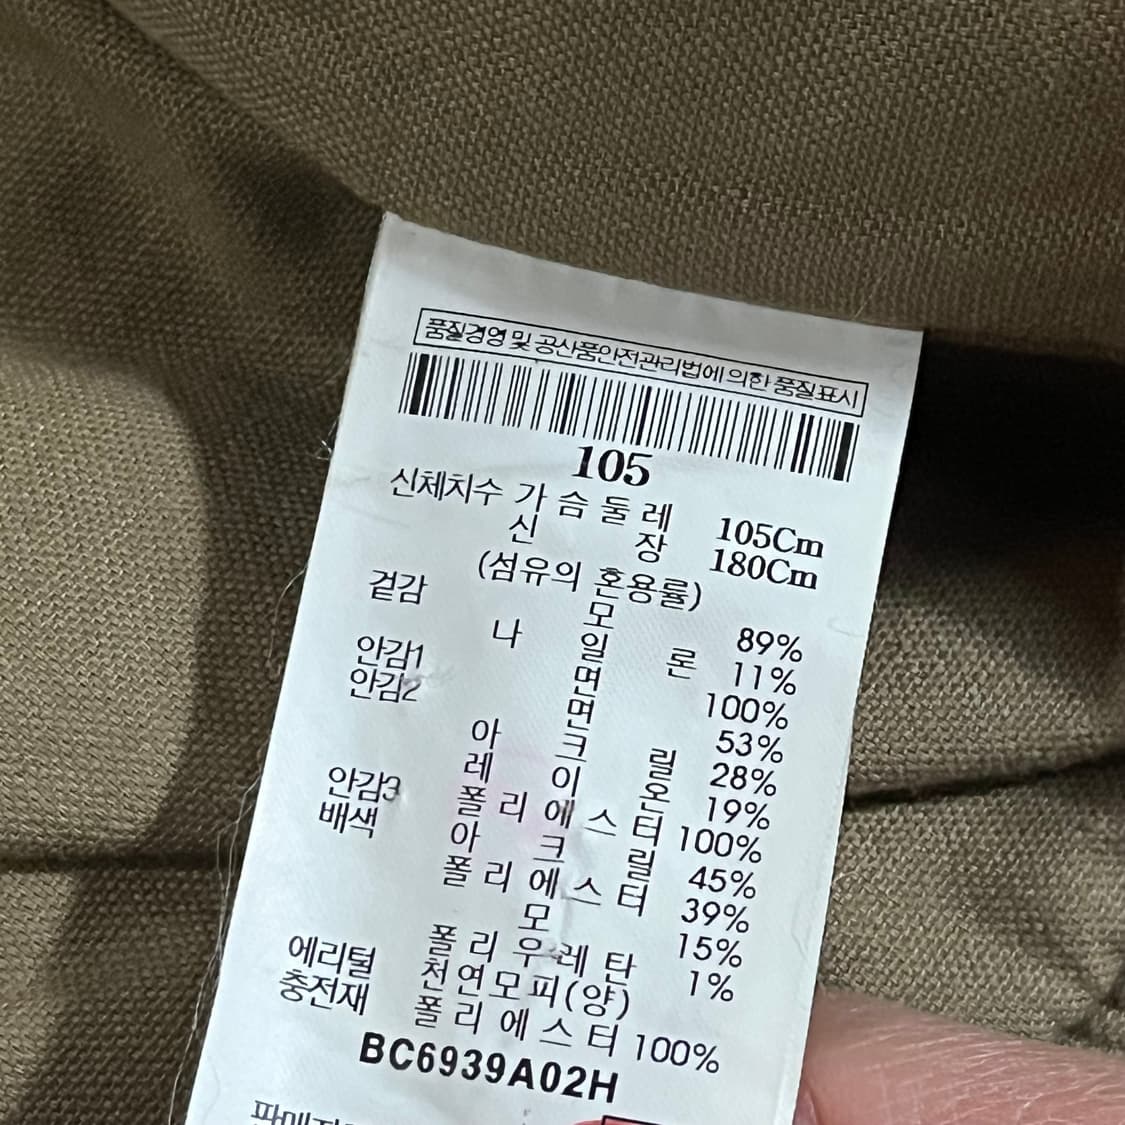 품질경영 및 공산품안전관리법에 의한 품질표시
105
신체치수 가 슴 둘 레 105Cm
신 장 180Cm
(섬유의 혼용률)
겉감 모 89%
나 일 론 11%
안감1 면 100%
안감2 면 53%
아 크 릴 28%
레 이 온 19%
안감3 폴 리 에 스 터 100%
배색 아 크 릴 45%
폴 리 에 스 터 39%
모 15%
폴 리 우 레 탄 1%
에리털 천연모피(양)
충전재 폴 리 에 스 터 100%
BC6939A02H